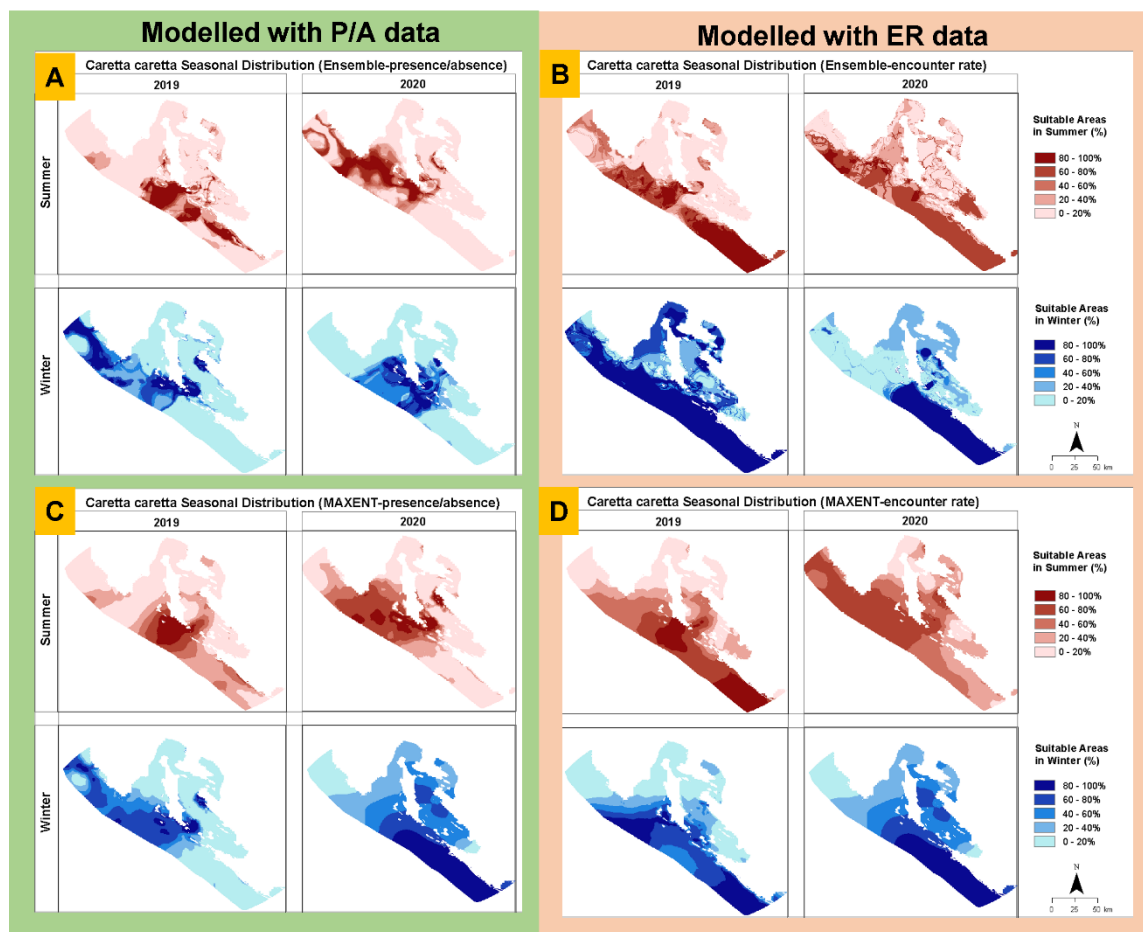 Modelled with P/A data
Modelled with ER data
A
Caretta caretta Seasonal Distribution (Ensemble-presence/absence)
2019
2020
Summer
Winter
B
Caretta caretta Seasonal Distribution (Ensemble-encounter rate)
2019
2020
Suitable Areas
in Summer (%)
80 - 100%
60 - 80%
40 - 60%
20 - 40%
0 - 20%
Suitable Areas
in Winter (%)
80 - 100%
60 - 80%
40 - 60%
20 - 40%
0 - 20%
N
0 25 50 km
C
Caretta caretta Seasonal Distribution (MAXENT-presence/absence)
2019
2020
Summer
Winter
D
Caretta caretta Seasonal Distribution (MAXENT-encounter rate)
2019
2020
Suitable Areas
in Summer (%)
80 - 100%
60 - 80%
40 - 60%
20 - 40%
0 - 20%
Suitable Areas
in Winter (%)
80 - 100%
60 - 80%
40 - 60%
20 - 40%
0 - 20%
N
0 25 50 km